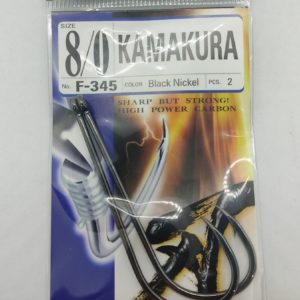 SIZE
8/0 KAMAKURA
No. F-345 COLOR Black Nickel PCS. 2
SHARP BUT STRONG!
HIGH POWER CARBON